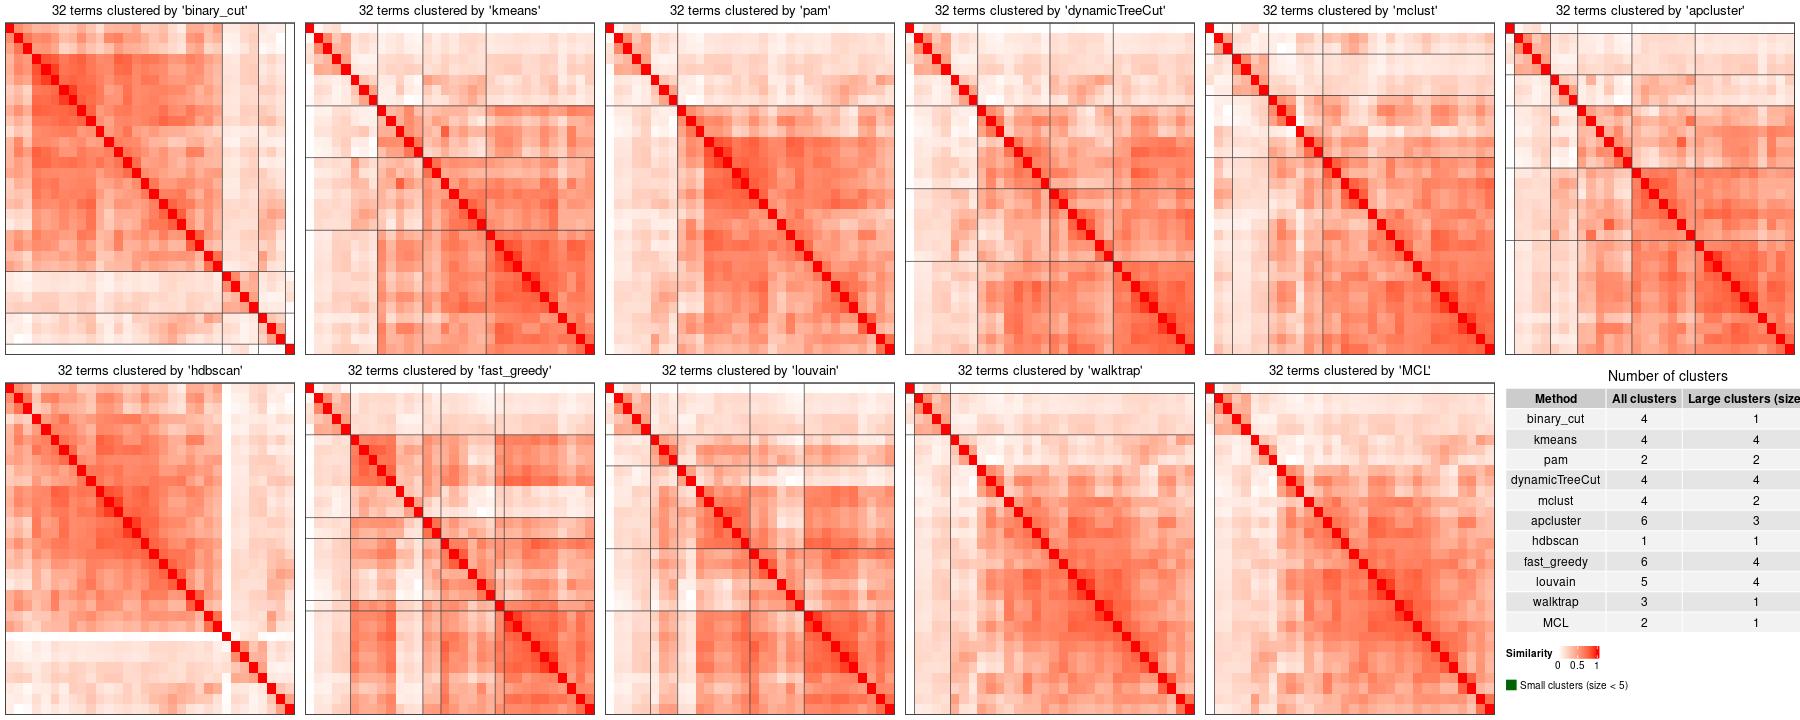 32 terms clustered by 'binary_cut'
32 terms clustered by 'kmeans'
32 terms clustered by 'pam'
32 terms clustered by 'dynamicTreeCut'
32 terms clustered by 'mclust'
32 terms clustered by 'apcluster'
32 terms clustered by 'hdbscan'
32 terms clustered by 'fast_greedy'
32 terms clustered by 'louvain'
32 terms clustered by 'walktrap'
32 terms clustered by 'MCL'
Number of clusters
Method All clusters Large clusters (size
binary_cut 4 1
kmeans 4 4
pam 2 2
dynamicTreeCut 4 4
mclust 4 2
apcluster 6 3
hdbscan 1 1
fast_greedy 6 4
louvain 5 4
walktrap 3 1
MCL 2 1
Similarity
0 0.5 1
Small clusters (size < 5)